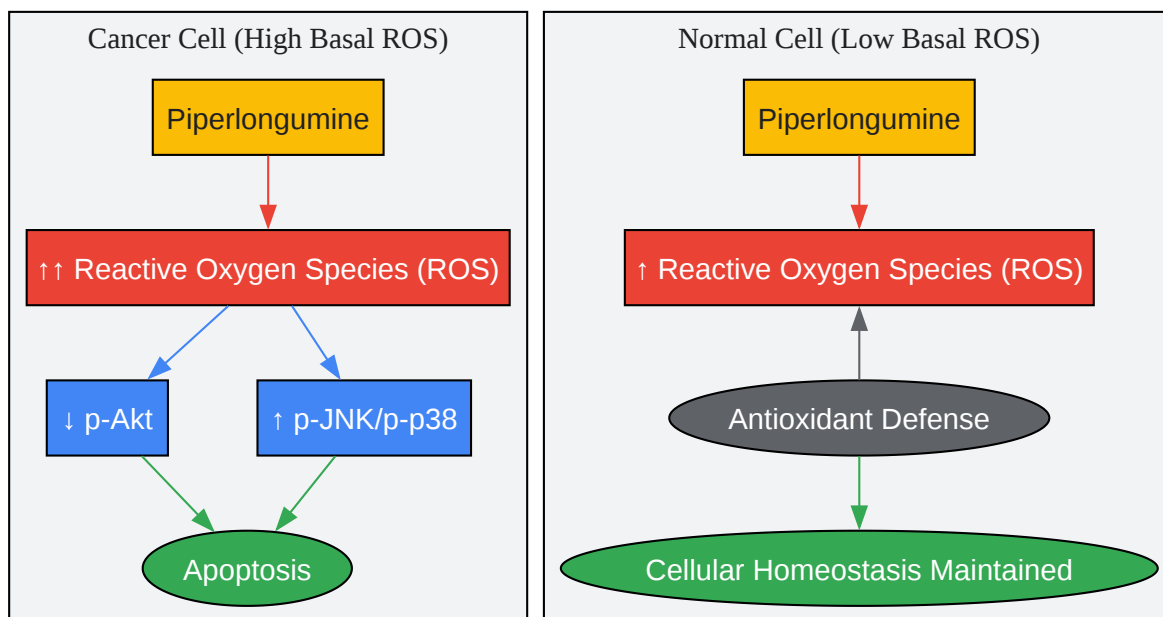 Cancer Cell (High Basal ROS)
Piperlongumine
↑↑ Reactive Oxygen Species (ROS)
↓ p-Akt
↑ p-JNK/p-p38
Apoptosis
Normal Cell (Low Basal ROS)
Piperlongumine
↑ Reactive Oxygen Species (ROS)
Antioxidant Defense
Cellular Homeostasis Maintained